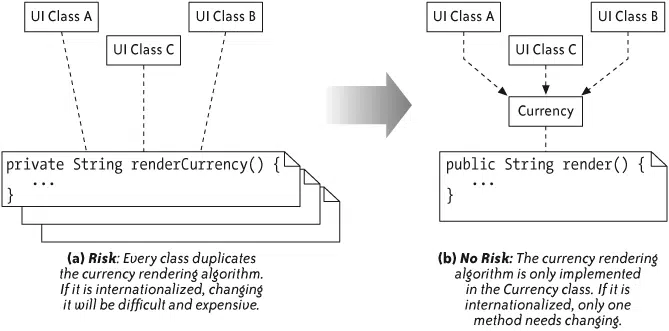 UI Class A
UI Class B
UI Class C
private String renderCurrency() {
...
}
(a) Risk: Every class duplicates
the currency rendering algorithm.
If it is internationalized, changing
it will be difficult and expensive.
UI Class A
UI Class B
UI Class C
Currency
public String render() {
...
}
(b) No Risk: The currency rendering
algorithm is only implemented
in the Currency class. If it is
internationalized, only one
method needs changing.